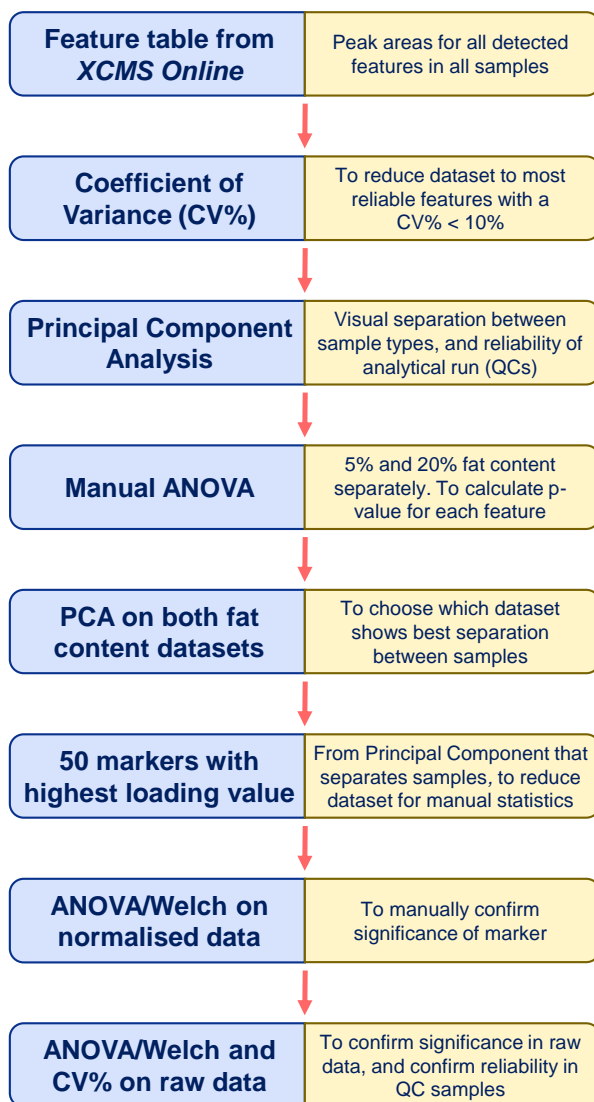 Feature table from
XCMS Online
Peak areas for all detected
features in all samples
Coefficient of
Variance (CV%)
To reduce dataset to most
reliable features with a
CV% < 10%
Principal Component
Analysis
Visual separation between
sample types, and reliability of
analytical run (QCs)
Manual ANOVA
5% and 20% fat content
separately. To calculate p-
value for each feature
PCA on both fat
content datasets
To choose which dataset
shows best separation
between samples
50 markers with
highest loading value
From Principal Component that
separates samples, to reduce
dataset for manual statistics
ANOVA/Welch on
normalised data
To manually confirm
significance of marker
ANOVA/Welch and
CV% on raw data
To confirm significance in raw
data, and confirm reliability in
QC samples